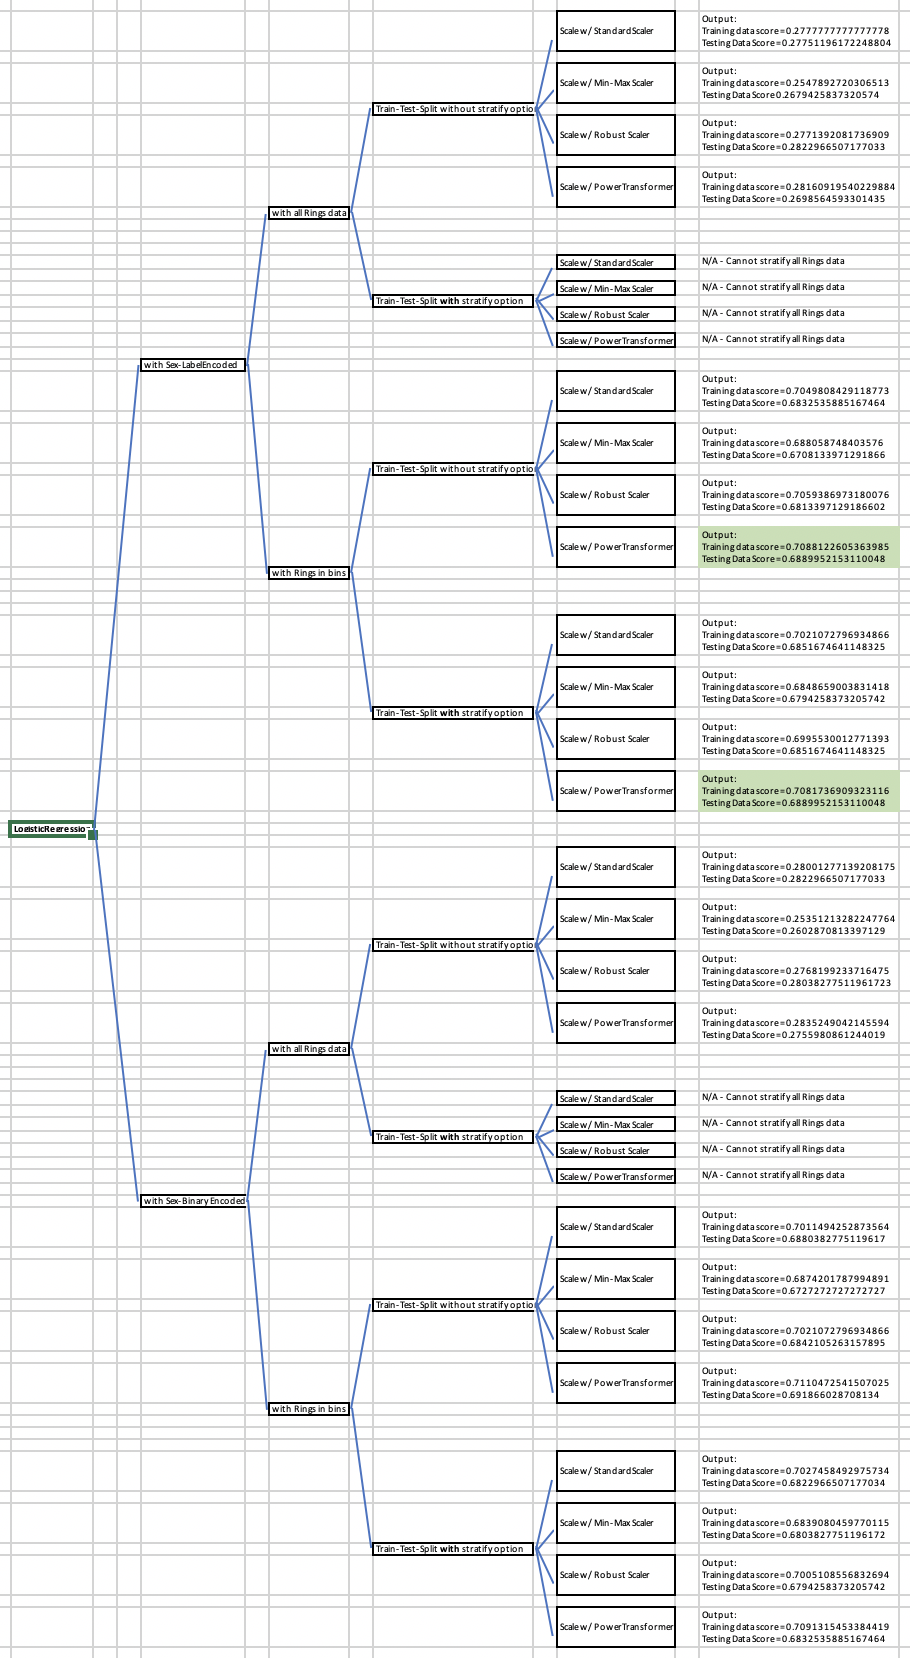 Scale w/ Standard Scaler
Output:
Training data score = 0.2777777777777778
Testing Data Score = 0.27751196172248804
Scale w/ Min-Max Scaler
Output:
Training data score = 0.2547892720306513
Testing Data Score 0.2679425837320574
Train-Test-Split without stratify optio
Scale w/ Robust Scaler
Output:
Training data score = 0.2771392081736909
Testing Data Score = 0.2822966507177033
Scale w/ PowerTransformer
Output:
Training data score = 0.28160919540229884
Testing Data Score = 0.2698564593301435
with all Rings data
Scale w/ Standard Scaler
N/A - Cannot stratify all Rings data
Scale w/ Min-Max Scaler
N/A - Cannot stratify all Rings data
Train-Test-Split with stratify option
Scale w/ Robust Scaler
N/A - Cannot stratify all Rings data
Scale w/ PowerTransformer
N/A - Cannot stratify all Rings data
with Sex-LabelEncoded
Scale w/ Standard Scaler
Output:
Training data score = 0.7049808429118773
Testing Data Score = 0.6832535885167464
Scale w/ Min-Max Scaler
Output:
Training data score = 0.688058748403576
Testing Data Score = 0.6708133971291866
Train-Test-Split without stratify optio
Scale w/ Robust Scaler
Output:
Training data score = 0.7059386973180076
Testing Data Score = 0.6813397129186602
Scale w/ PowerTransformer
Output:
Training data score = 0.7088122605363985
Testing Data Score = 0.6889952153110048
with Rings in bins
Scale w/ Standard Scaler
Output:
Training data score = 0.7021072796934866
Testing Data Score = 0.6851674641148325
Scale w/ Min-Max Scaler
Output:
Training data score = 0.6848659003831418
Testing Data Score = 0.6794258373205742
Train-Test-Split with stratify option
Scale w/ Robust Scaler
Output:
Training data score = 0.6995530012771393
Testing Data Score = 0.6851674641148325
Scale w/ PowerTransformer
Output:
Training data score = 0.7081736909323116
Testing Data Score = 0.6889952153110048
LogisticRegressio
Scale w/ Standard Scaler
Output:
Training data score = 0.28001277139208175
Testing Data Score = 0.2822966507177033
Scale w/ Min-Max Scaler
Output:
Training data score = 0.25351213282247764
Testing Data Score = 0.2602870813397129
Train-Test-Split without stratify optio
Scale w/ Robust Scaler
Output:
Training data score = 0.2768199233716475
Testing Data Score = 0.28038277511961723
Scale w/ PowerTransformer
Output:
Training data score = 0.2835249042145594
Testing Data Score = 0.2755980861244019
with all Rings data
Scale w/ Standard Scaler
N/A - Cannot stratify all Rings data
Scale w/ Min-Max Scaler
N/A - Cannot stratify all Rings data
Train-Test-Split with stratify option
Scale w/ Robust Scaler
N/A - Cannot stratify all Rings data
Scale w/ PowerTransformer
N/A - Cannot stratify all Rings data
with Sex-Binary Encoded
Scale w/ Standard Scaler
Output:
Training data score = 0.7011494252873564
Testing Data Score = 0.6880382775119617
Scale w/ Min-Max Scaler
Output:
Training data score = 0.6874201787994891
Testing Data Score = 0.6727272727272727
Train-Test-Split without stratify optio
Scale w/ Robust Scaler
Output:
Training data score = 0.7021072796934866
Testing Data Score = 0.6842105263157895
Scale w/ PowerTransformer
Output:
Training data score = 0.7110472541507025
Testing Data Score = 0.691866028708134
with Rings in bins
Scale w/ Standard Scaler
Output:
Training data score = 0.7027458492975734
Testing Data Score = 0.6822966507177034
Scale w/ Min-Max Scaler
Output:
Training data score = 0.6839080459770115
Testing Data Score = 0.6803827751196172
Train-Test-Split with stratify option
Scale w/ Robust Scaler
Output:
Training data score = 0.7005108556832694
Testing Data Score = 0.6794258373205742
Scale w/ PowerTransformer
Output:
Training data score = 0.7091315453384419
Testing Data Score = 0.6832535885167464